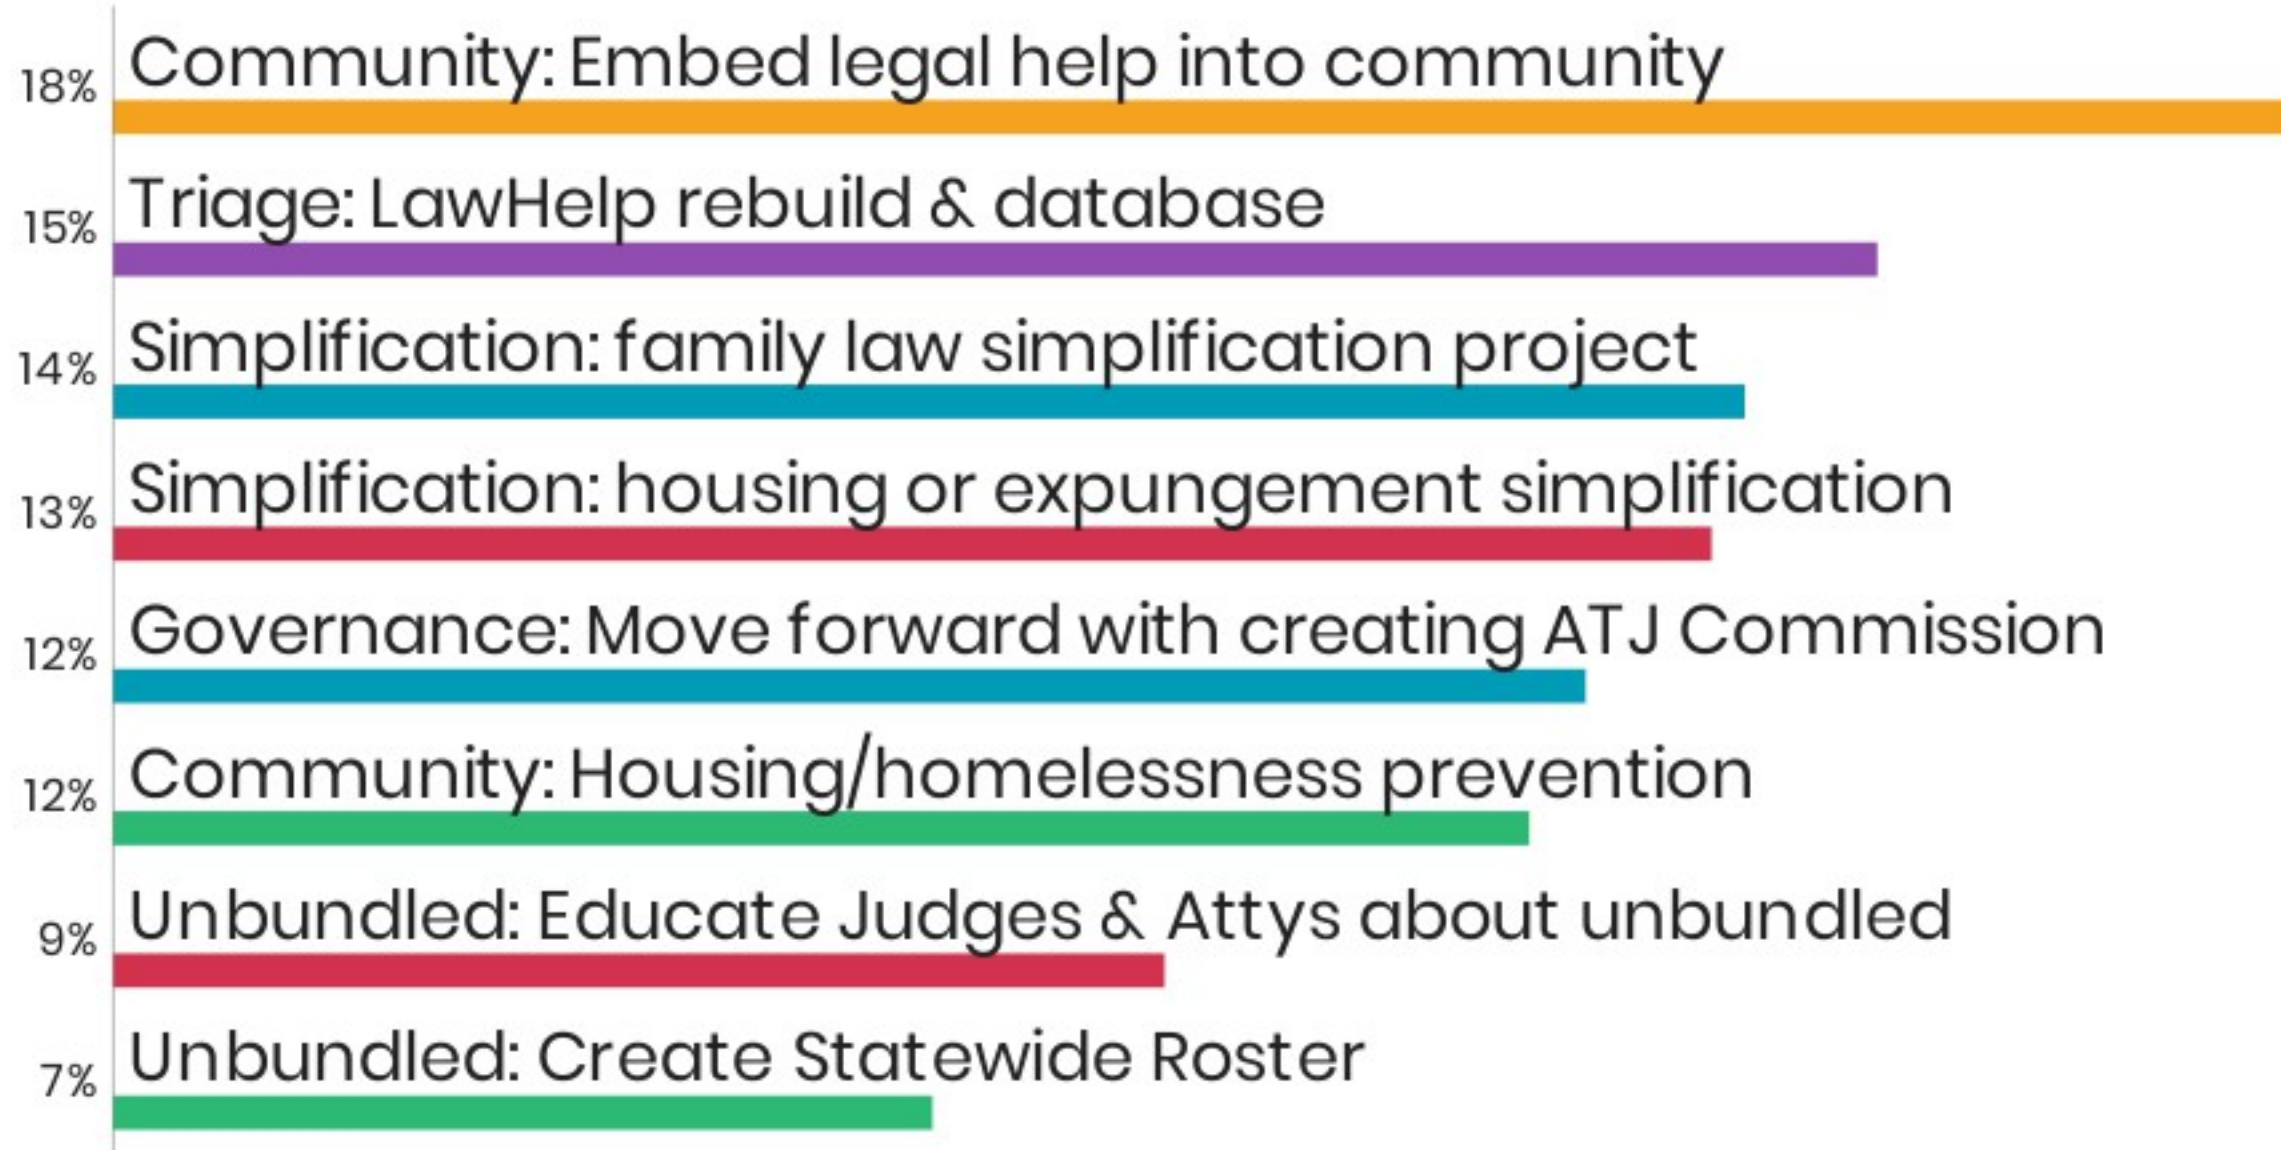 18% Community: Embed legal help into community
15% Triage: LawHelp rebuild & database
14% Simplification: family law simplification project
13% Simplification: housing or expungement simplification
12% Governance: Move forward with creating ATJ Commission
12% Community: Housing/homelessness prevention
9% Unbundled: Educate Judges & Attys about unbundled
7% Unbundled: Create Statewide Roster